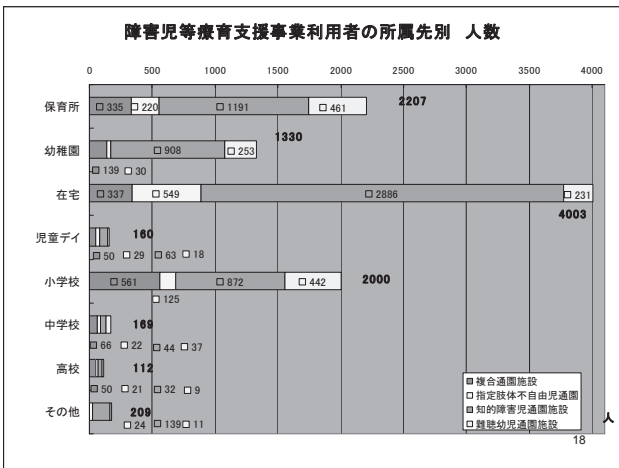 障害児等療育支援事業利用者の所属先別　人数
0 500 1000 1500 2000 2500 3000 3500 4000
保育所 335 220 1191 461 2207
幼稚園 908 253 1330
139 30
在宅 337 549 2886 231
4003
児童デイ 160
50 29 63 18
小学校 561 872 442 2000
125
中学校 169
66 22 44 37
高校 112
50 21 32 9
その他 209
24 139 11
複合通園施設
指定肢体不自由児通園
知的障害児通園施設
難聴幼児通園施設
人
18